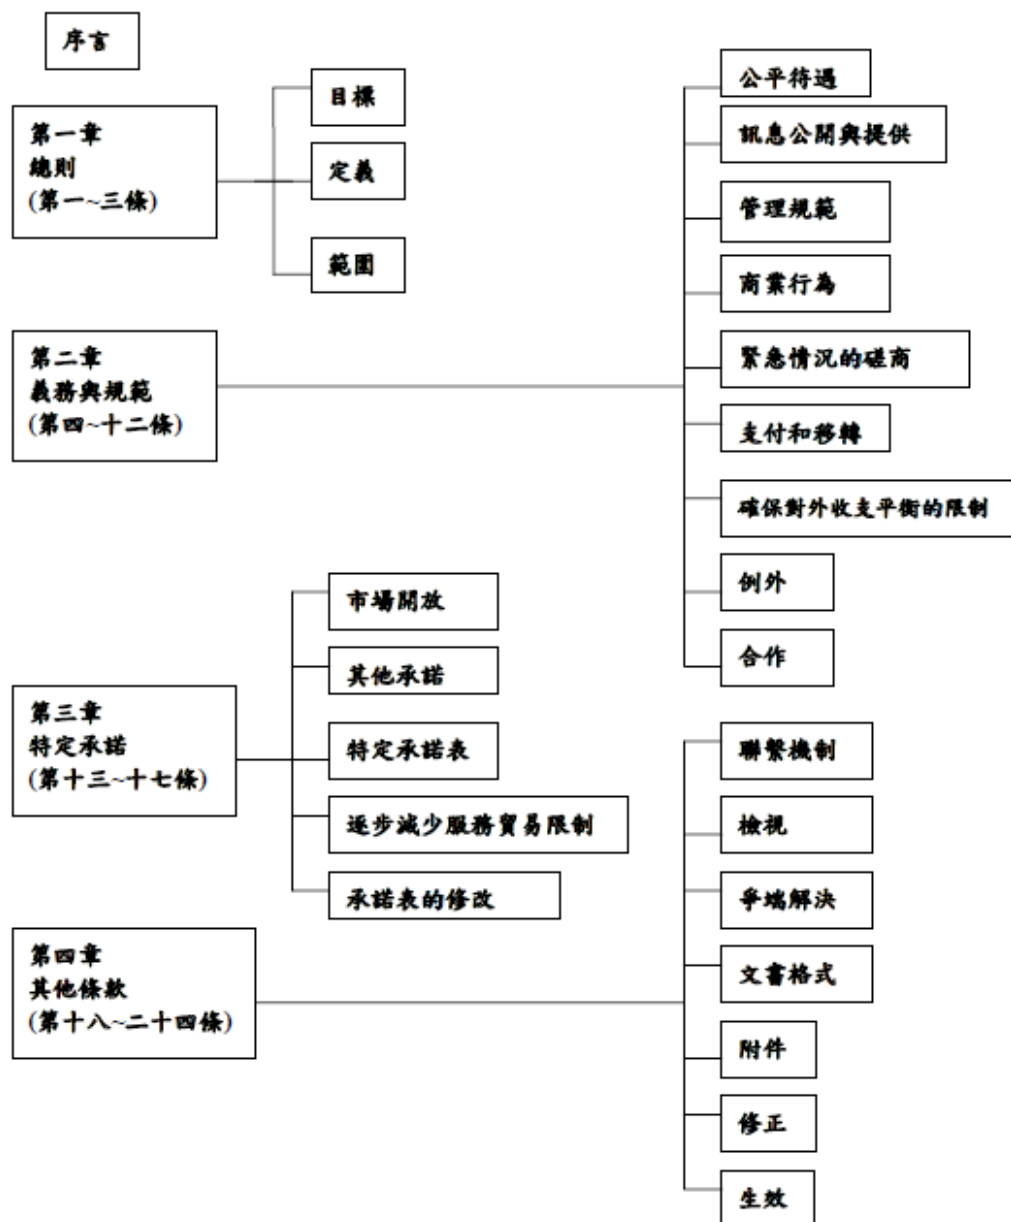 序言
第一章
總則
(第一~三條)
目標
定義
範圍
第二章
義務與規範
(第四~十二條)
公平待遇
訊息公開與提供
管理規範
商業行為
緊急情況的磋商
支付和移轉
確保對外收支平衡的限制
例外
合作
第三章
特定承諾
(第十三~十七條)
市場開放
其他承諾
特定承諾表
逐步減少服務貿易限制
承諾表的修改
第四章
其他條款
(第十八~二十四條)
聯繫機制
檢視
爭端解決
文書格式
附件
修正
生效